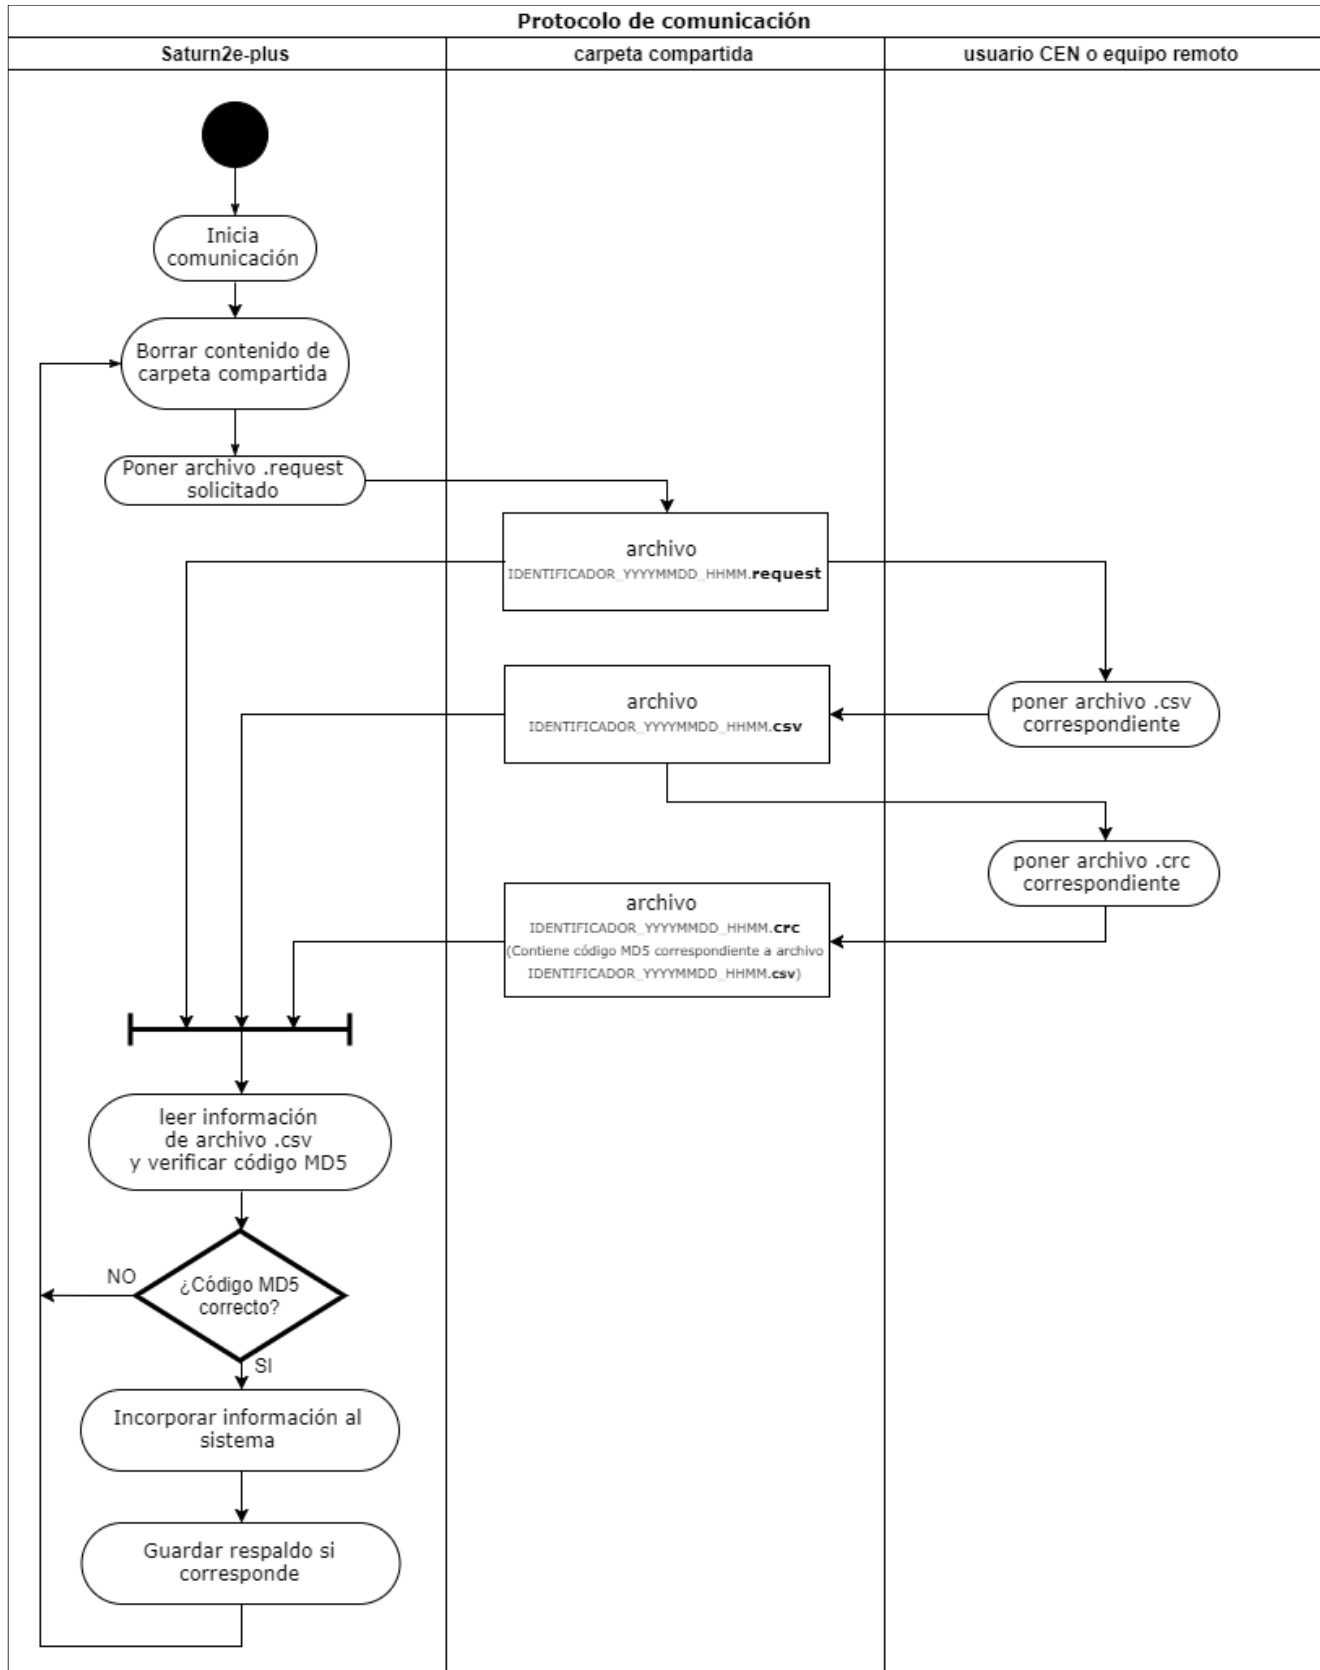 Protocolo de comunicación
Saturn2e-plus
carpeta compartida
usuario CEN o equipo remoto
Inicia
comunicación
Borrar contenido de
carpeta compartida
Poner archivo .request
solicitado
archivo
IDENTIFICADOR_YYYYMMDD_HHMM.request
archivo
IDENTIFICADOR_YYYYMMDD_HHMM.csv
poner archivo .csv
correspondiente
poner archivo .crc
correspondiente
archivo
IDENTIFICADOR_YYYYMMDD_HHMM.crc
(Contiene código MD5 correspondiente a archivo
IDENTIFICADOR_YYYYMMDD_HHMM.csv)
leer información
de archivo .csv
y verificar código MD5
NO
¿Código MD5
correcto?
SI
Incorporar información al
sistema
Guardar respaldo si
corresponde